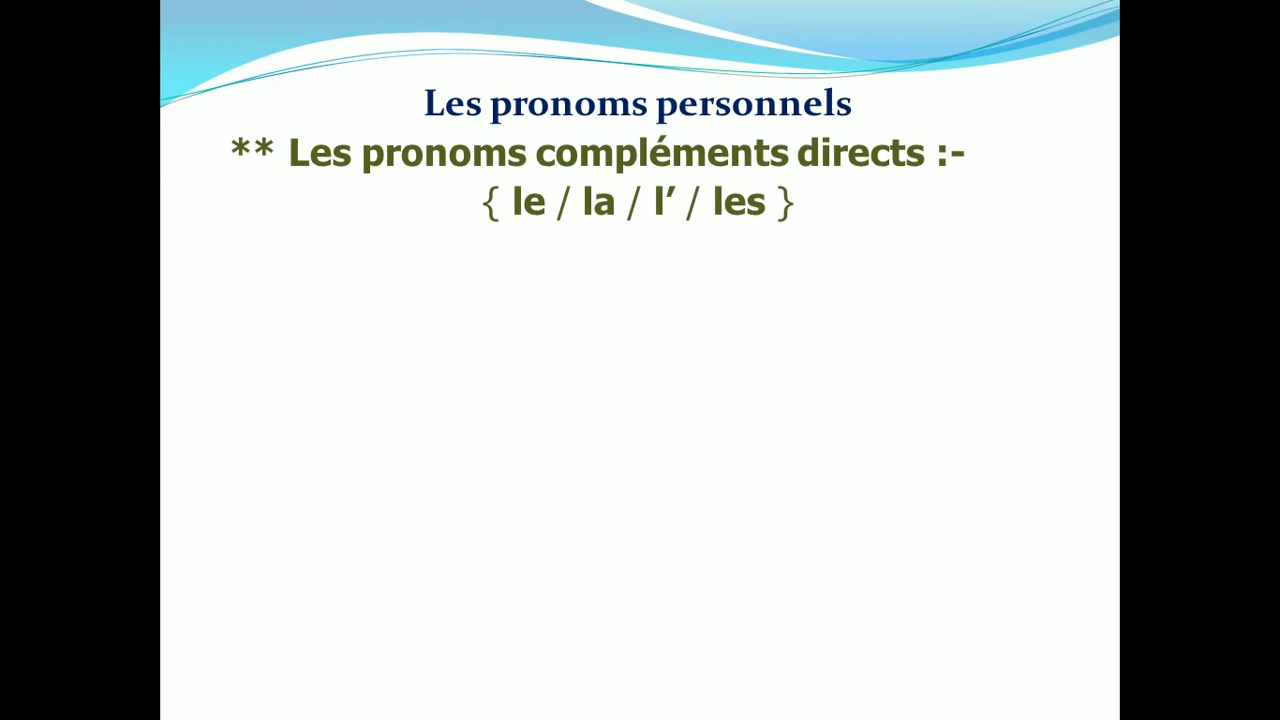 Les pronoms personnels
** Les pronoms compléments directs :-
{ le / la / l’ / les }